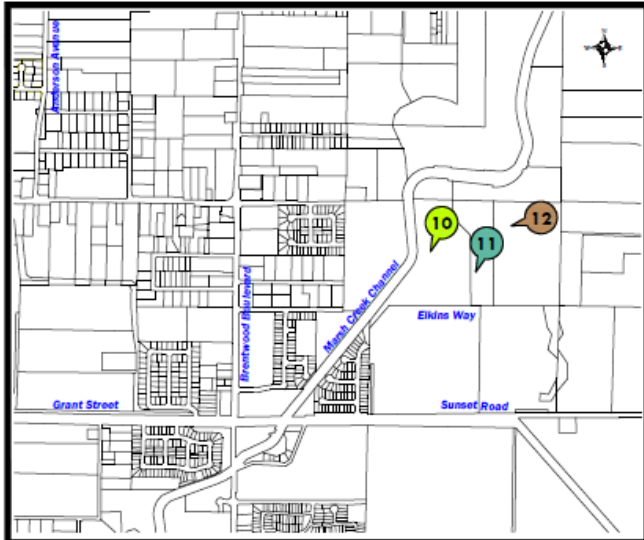 Anderson Avenue
10
11
12
Brentwood Boulevard
Marsh Creek Channel
Elkins Way
Grant Street
Sunset Road